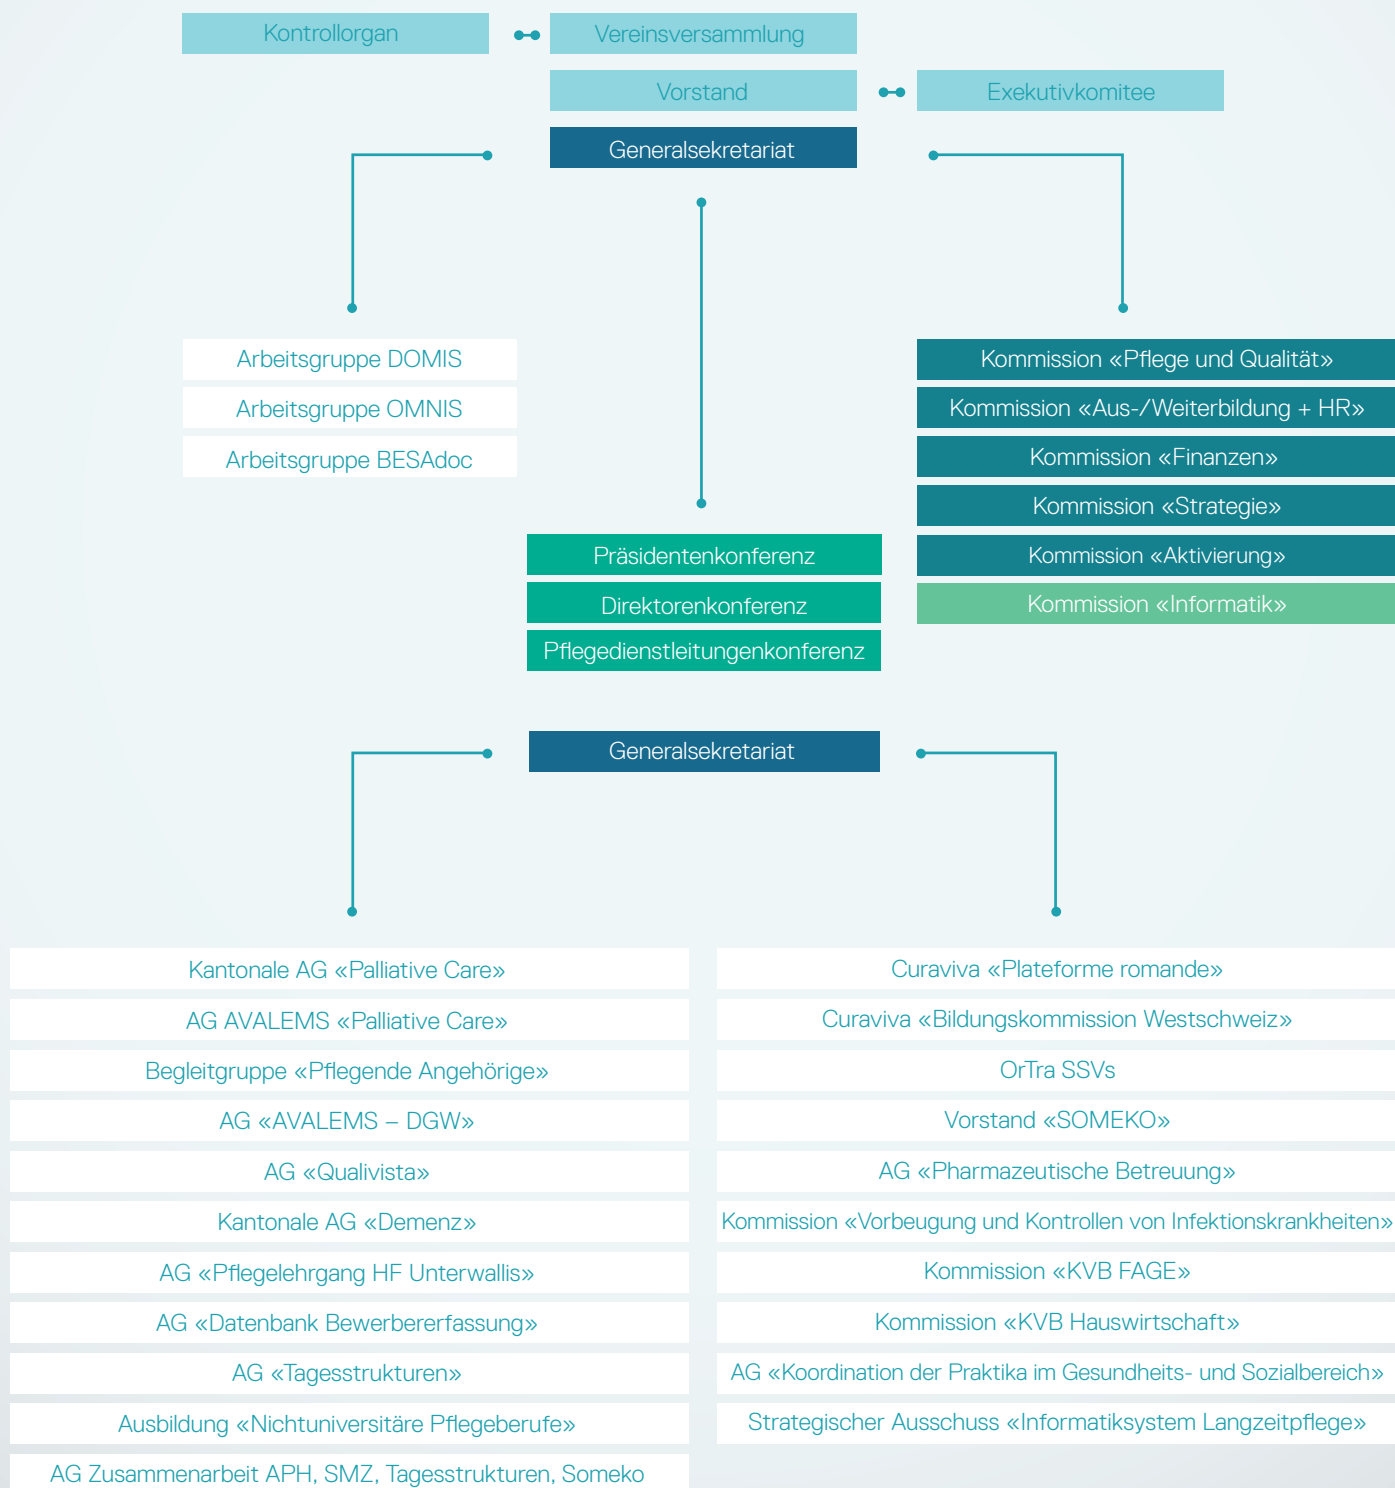 Kontrollorgan
Vereinsversammlung
Vorstand
Exekutivkomitee
Generalsekretariat
Arbeitsgruppe DOMIS
Arbeitsgruppe OMNIS
Arbeitsgruppe BESAdoc
Kommission «Pflege und Qualität»
Kommission «Aus-/Weiterbildung + HR»
Kommission «Finanzen»
Kommission «Strategie»
Kommission «Aktivierung»
Kommission «Informatik»
Präsidentenkonferenz
Direktorenkonferenz
Pflegedienstleitungenkonferenz
Generalsekretariat
Kantonale AG «Palliative Care»
AG AVALEMS «Palliative Care»
Begleitgruppe «Pflegende Angehörige»
AG «AVALEMS – DGW»
AG «Qualivista»
Kantonale AG «Demenz»
AG «Pflegelehrgang HF Unterwallis»
AG «Datenbank Bewerbererfassung»
AG «Tagesstrukturen»
Ausbildung «Nichtuniversitäre Pflegeberufe»
AG Zusammenarbeit APH, SMZ, Tagesstrukturen, Someko
Curaviva «Plateforme romande»
Curaviva «Bildungskommission Westschweiz»
OrTra SSVs
Vorstand «SOMEKO»
AG «Pharmazeutische Betreuung»
Kommission «Vorbeugung und Kontrollen von Infektionskrankheiten»
Kommission «KVB FAGE»
Kommission «KVB Hauswirtschaft»
AG «Koordination der Praktika im Gesundheits- und Sozialbereich»
Strategischer Ausschuss «Informatiksystem Langzeitpflege»